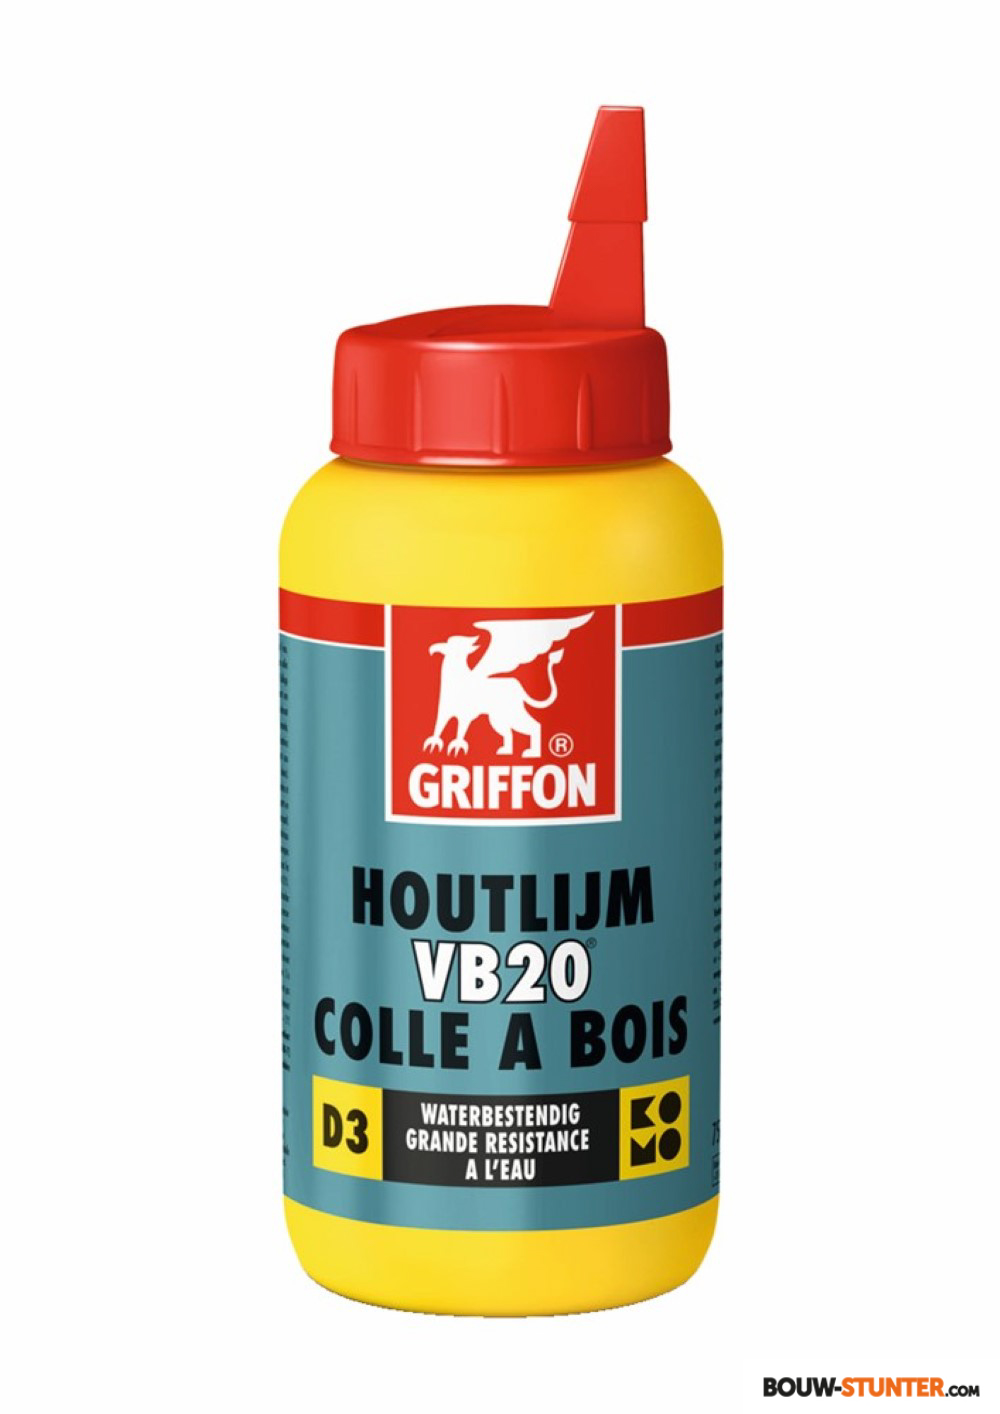 ®
GRIFFON
HOUTLIJM
VB20®
COLLE A BOIS
D3
WATERBESTENDIG
GRANDE RESISTANCE
A L'EAU
KOMO
BOUW-STUNTER.COM